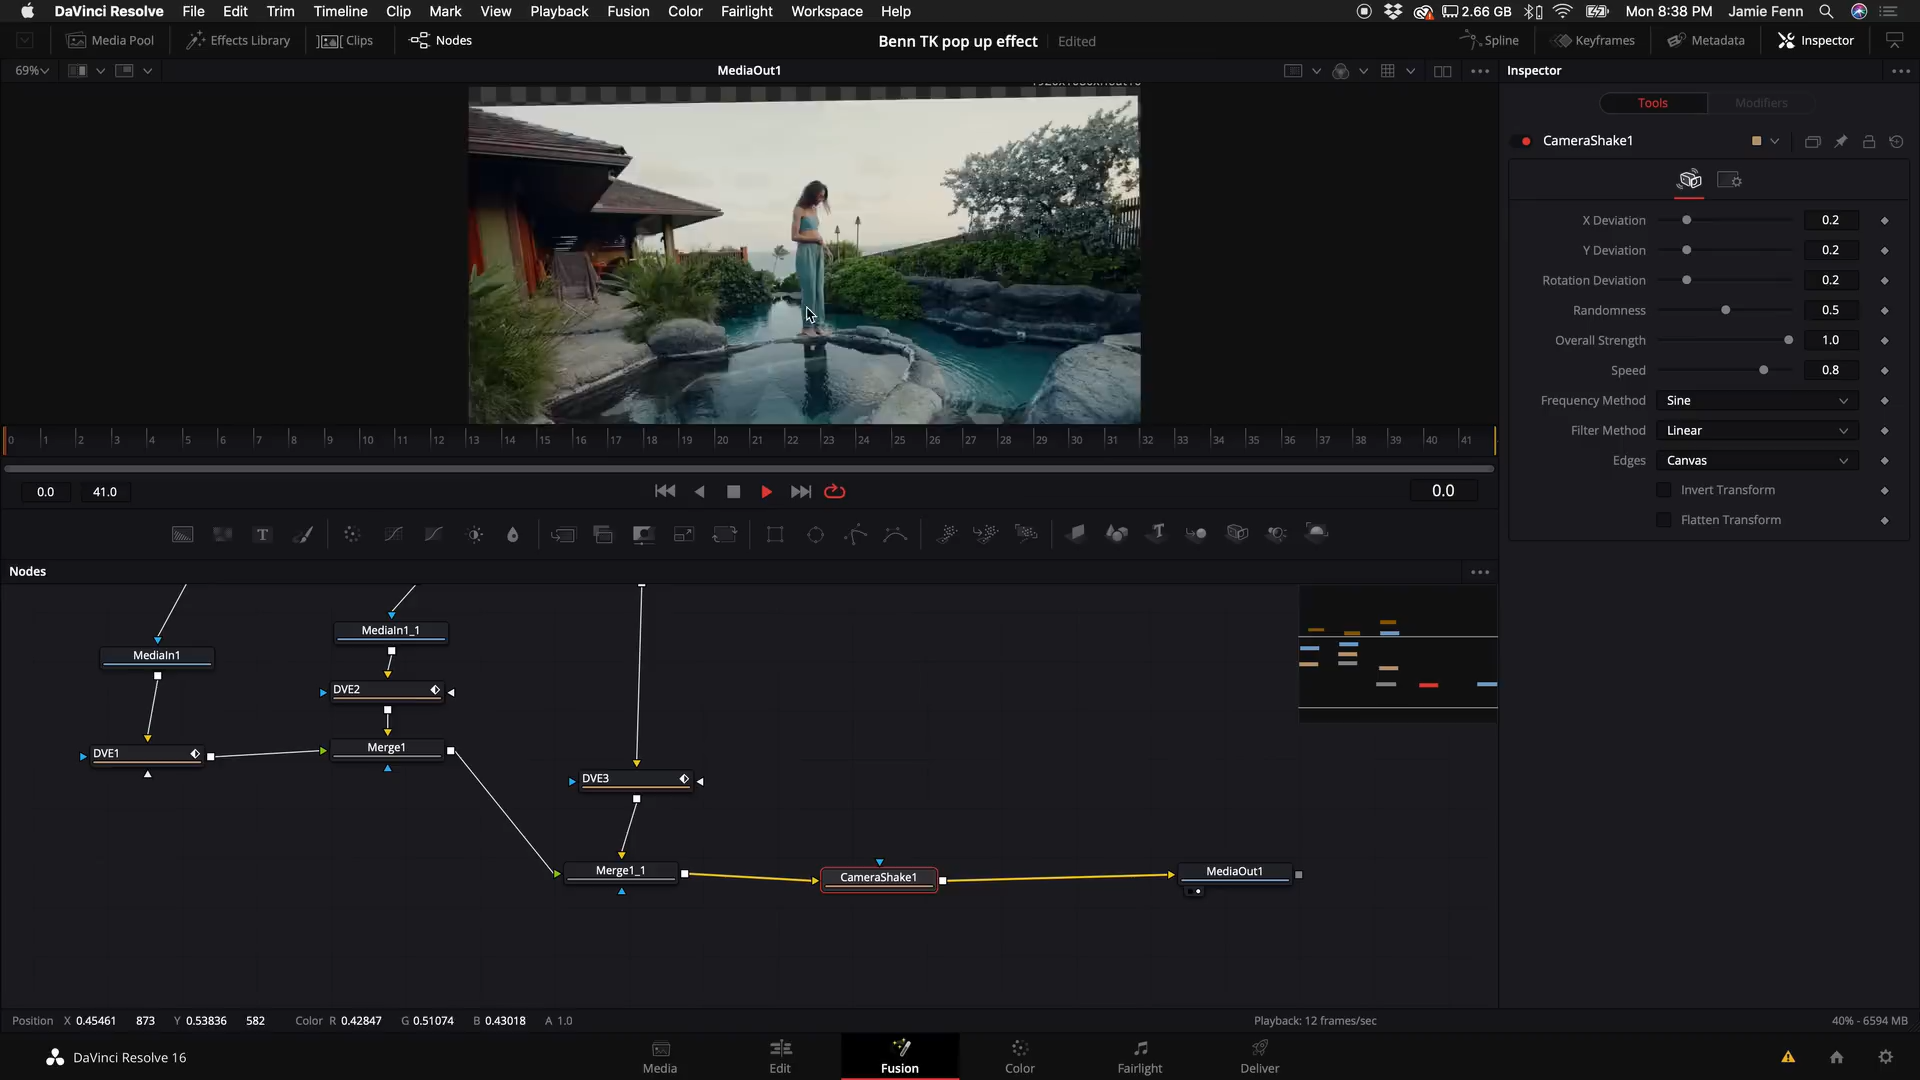 DaVinci Resolve File Edit Trim Timeline Clip Mark View Playback Fusion Color Fairlight Workspace Help 2.66 GB Mon 8:38 PM Jamie Fenn
Media Pool Effects Library Clips Nodes Benn TK pop up effect Edited Spline Keyframes Metadata Inspector
69% MediaOut1 Inspector
Tools Modifiers
CameraShake1
X Deviation 0.2
Y Deviation 0.2
Rotation Deviation 0.2
Randomness 0.5
Overall Strength 1.0
Speed 0.8
Frequency Method Sine
Filter Method Linear
Edges Canvas
Invert Transform
Flatten Transform
0 1 2 3 4 5 6 7 8 9 10 11 12 13 14 15 16 17 18 19 20 21 22 23 24 25 26 27 28 29 30 31 32 33 34 35 36 37 38 39 40 41
0.0 41.0 0.0
T T
Nodes
MediaIn1_1
MediaIn1
DVE2
Merge1
DVE1
DVE3
Merge1_1
CameraShake1
MediaOut1
Position X 0.45461 873 Y 0.53836 582 Color R 0.42847 G 0.51074 B 0.43018 A 1.0 Playback: 12 frames/sec 40% - 6594 MB
DaVinci Resolve 16 Media Edit Fusion Color Fairlight Deliver